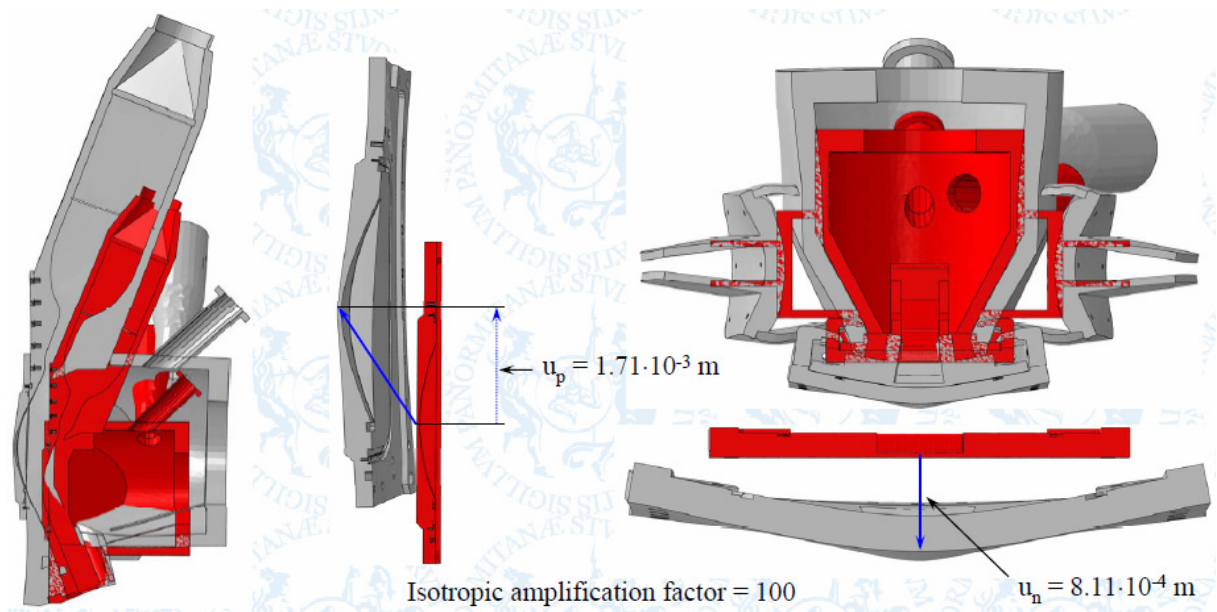 u_p = 1.71·10⁻³ m
Isotropic amplification factor = 100
u_n = 8.11·10⁻⁴ m